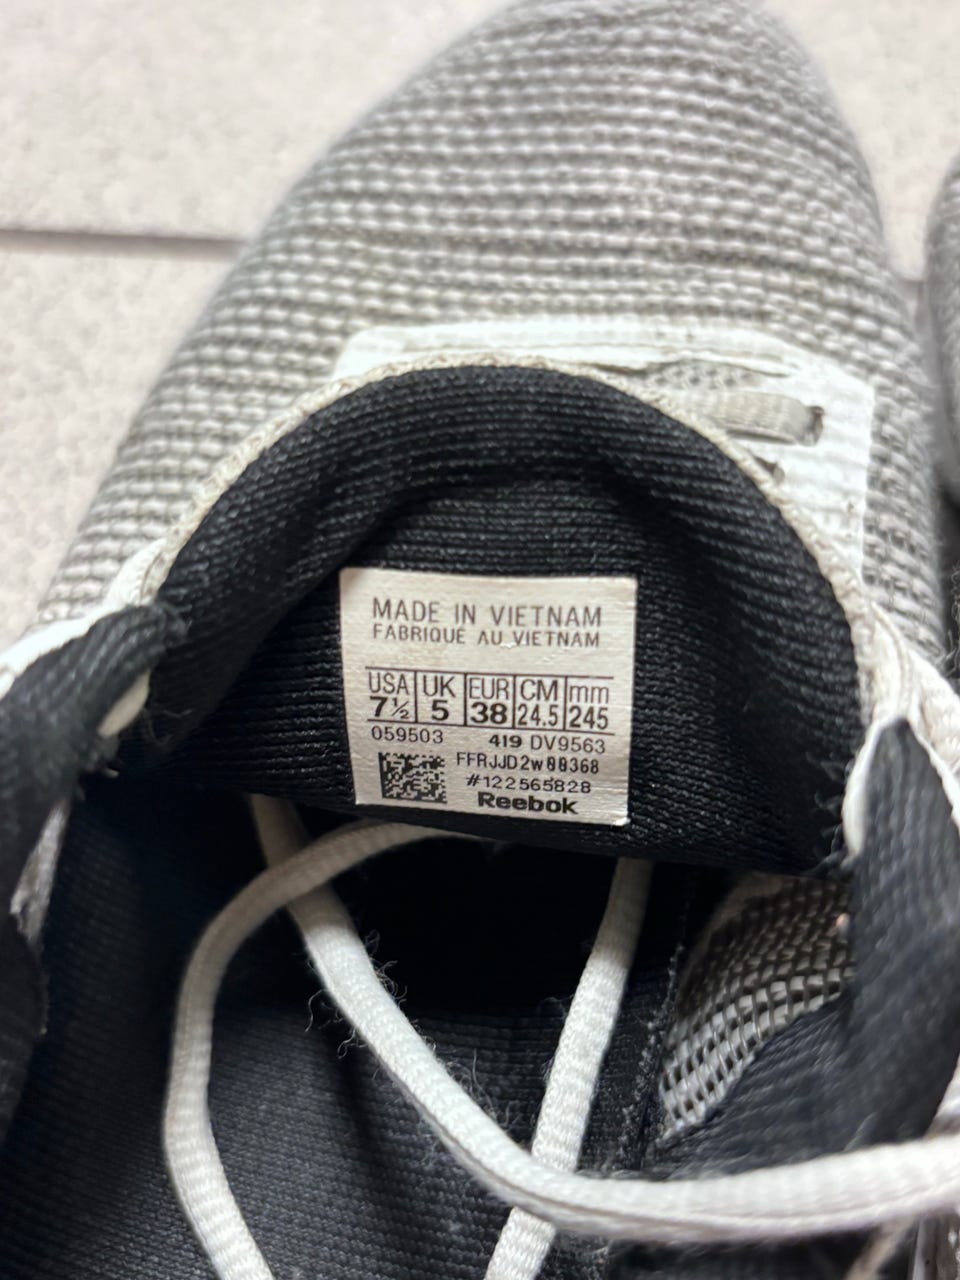 MADE IN VIETNAM
FABRIQUÉ AU VIETNAM
USA UK EUR CM mm
7½ 5 38 24.5 245
059503 419 DV9563
FFRJJD2w00368
#122565828
Reebok